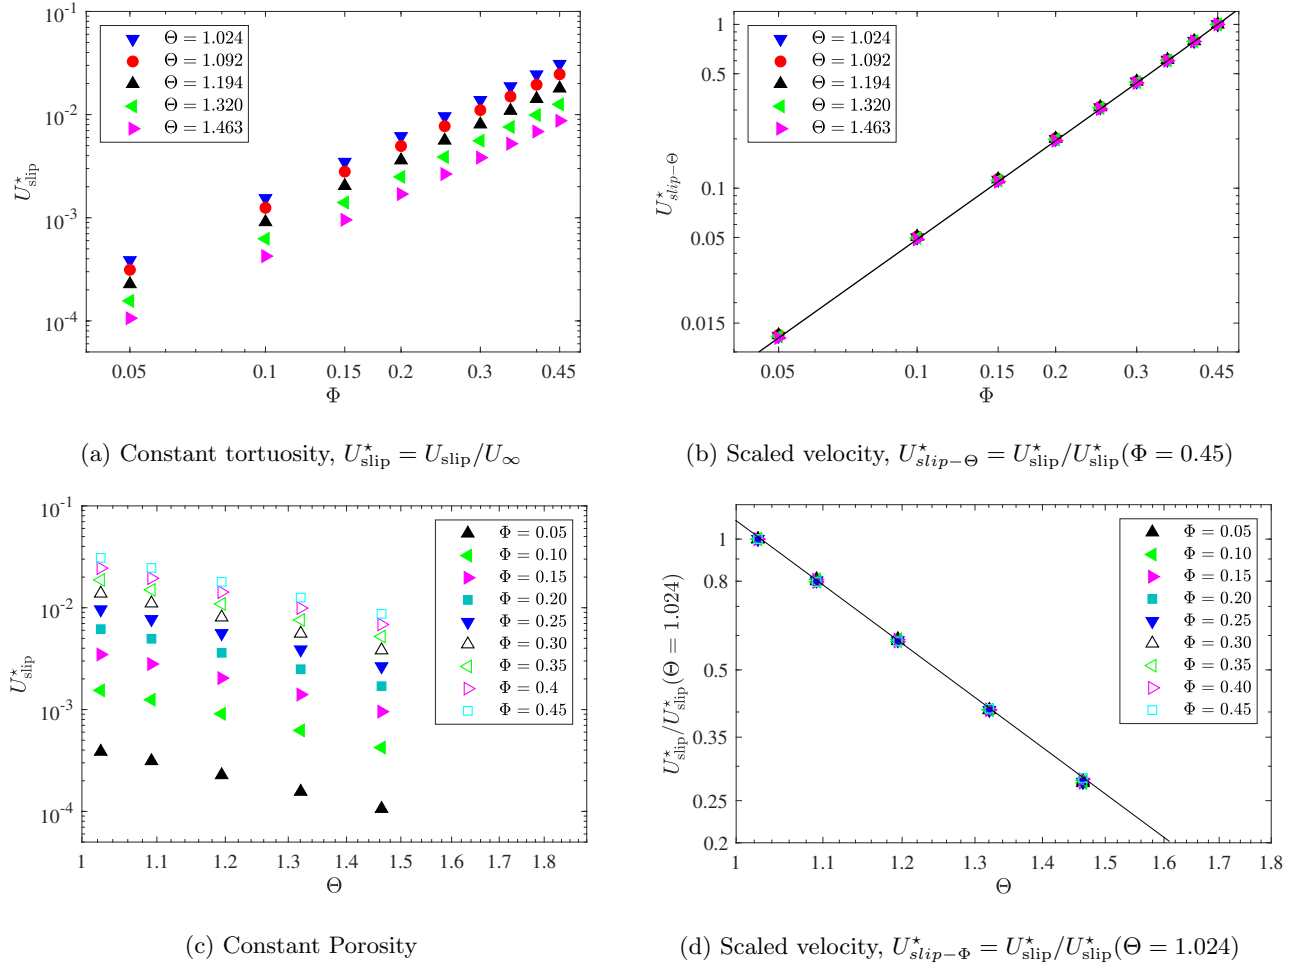 10^{-1}
10^{-2}
10^{-3}
10^{-4}
U^⋆_{slip}
Θ = 1.024
Θ = 1.092
Θ = 1.194
Θ = 1.320
Θ = 1.463
0.05 0.1 0.15 0.2 0.3 0.45
Φ
(a) Constant tortuosity, U^⋆_{slip} = U_{slip}/U_∞
1
0.5
0.1
0.05
0.015
U^⋆_{slip−Θ}
Θ = 1.024
Θ = 1.092
Θ = 1.194
Θ = 1.320
Θ = 1.463
0.05 0.1 0.15 0.2 0.3 0.45
Φ
(b) Scaled velocity, U^⋆_{slip−Θ} = U^⋆_{slip}/U^⋆_{slip}(Φ = 0.45)
10^{-1}
10^{-2}
10^{-3}
10^{-4}
U^⋆_{slip}
Φ = 0.05
Φ = 0.10
Φ = 0.15
Φ = 0.20
Φ = 0.25
Φ = 0.30
Φ = 0.35
Φ = 0.4
Φ = 0.45
1 1.1 1.2 1.3 1.4 1.5 1.6 1.7 1.8
Θ
(c) Constant Porosity
1
0.8
0.5
0.35
0.25
0.2
U^⋆_{slip}/U^⋆_{slip}(Θ = 1.024)
Φ = 0.05
Φ = 0.10
Φ = 0.15
Φ = 0.20
Φ = 0.25
Φ = 0.30
Φ = 0.35
Φ = 0.40
Φ = 0.45
1 1.1 1.2 1.3 1.4 1.5 1.6 1.7 1.8
Θ
(d) Scaled velocity, U^⋆_{slip−Φ} = U^⋆_{slip}/U^⋆_{slip}(Θ = 1.024)